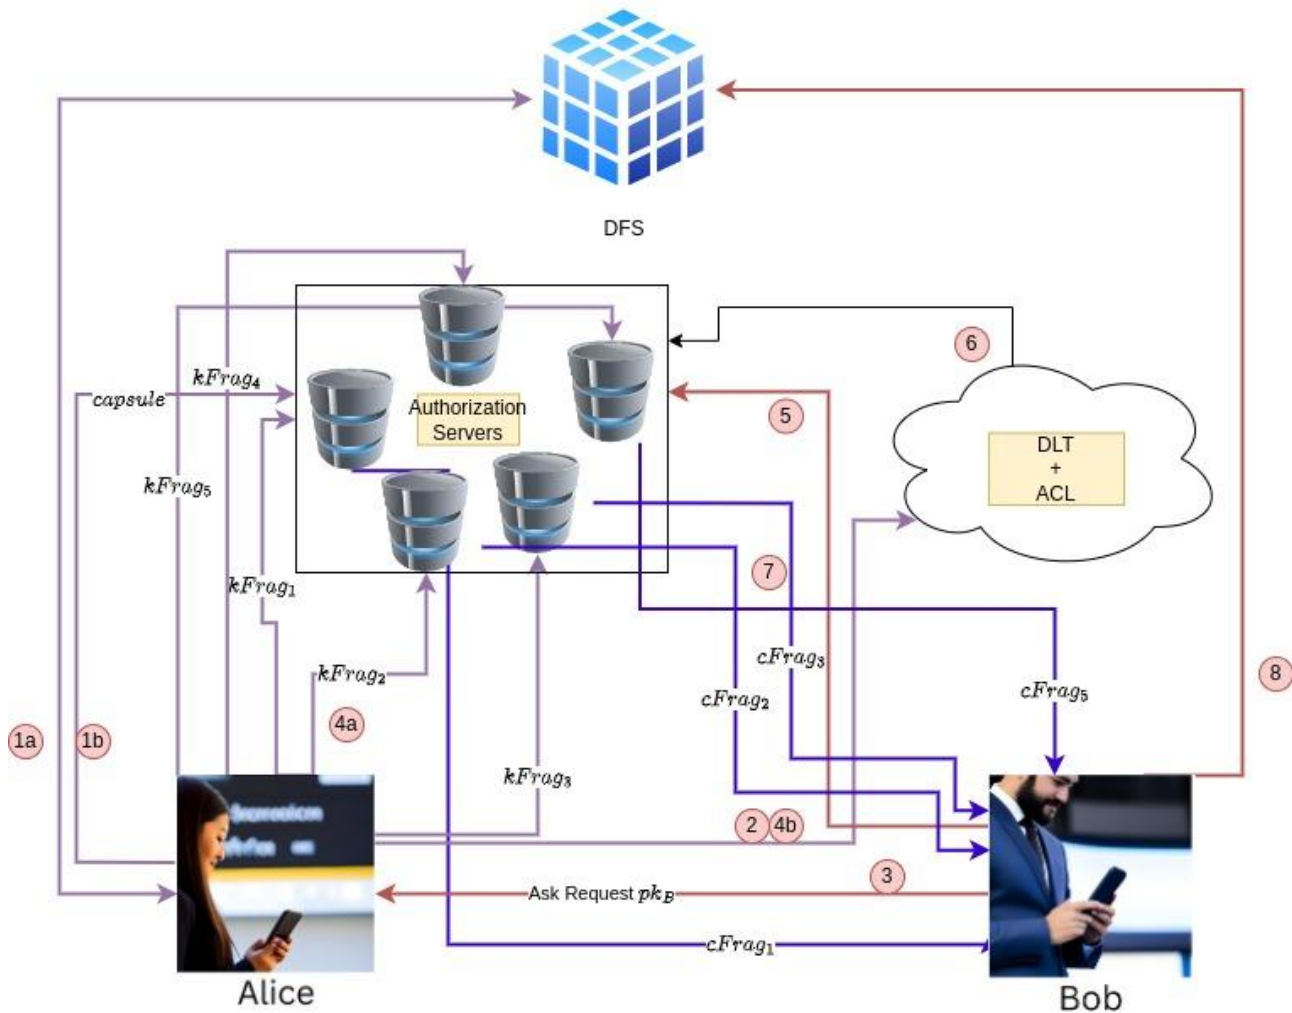 DFS
6
kFrag₄
capsule
Authorization
Servers
5
DLT
+
ACL
kFrag₅
7
kFrag₁
cFrag₃
kFrag₂
8
cFrag₂
cFrag₅
4a
1a
1b
kFrag₃
2
4b
3
Ask Request pk_B
cFrag₁
Alice
Bob